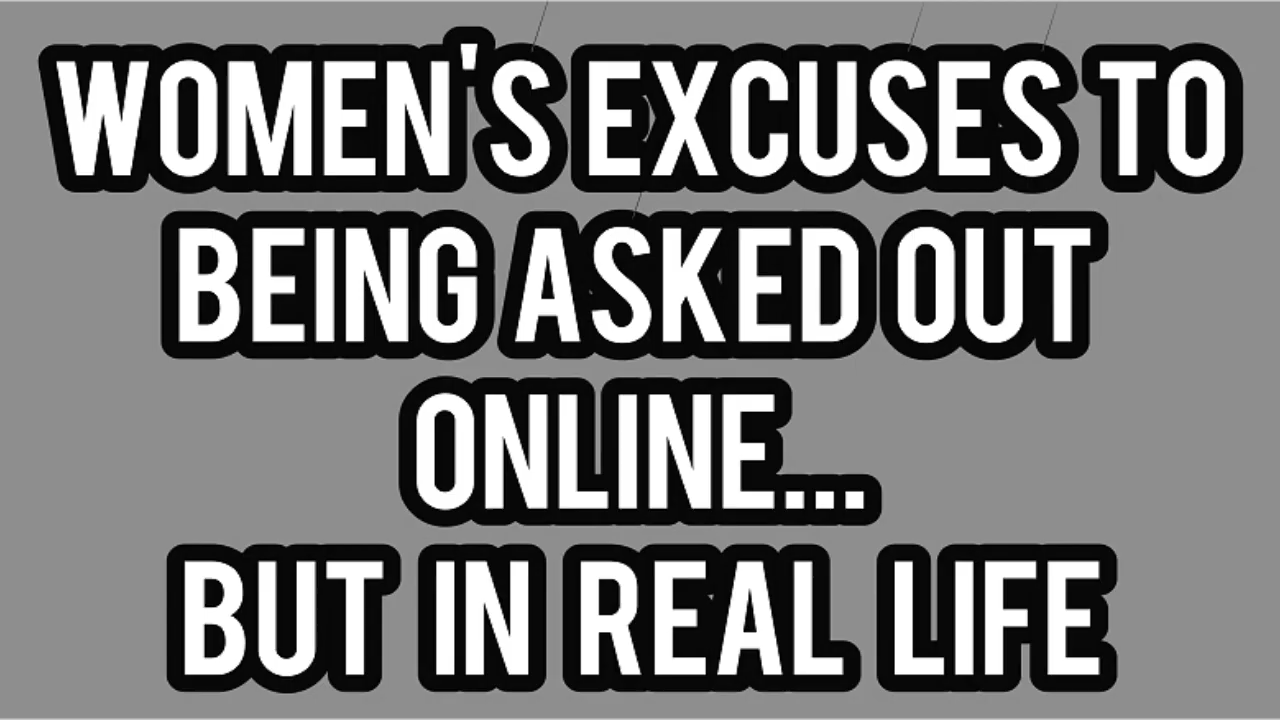 WOMEN'S EXCUSES TO
BEING ASKED OUT
ONLINE...
BUT IN REAL LIFE